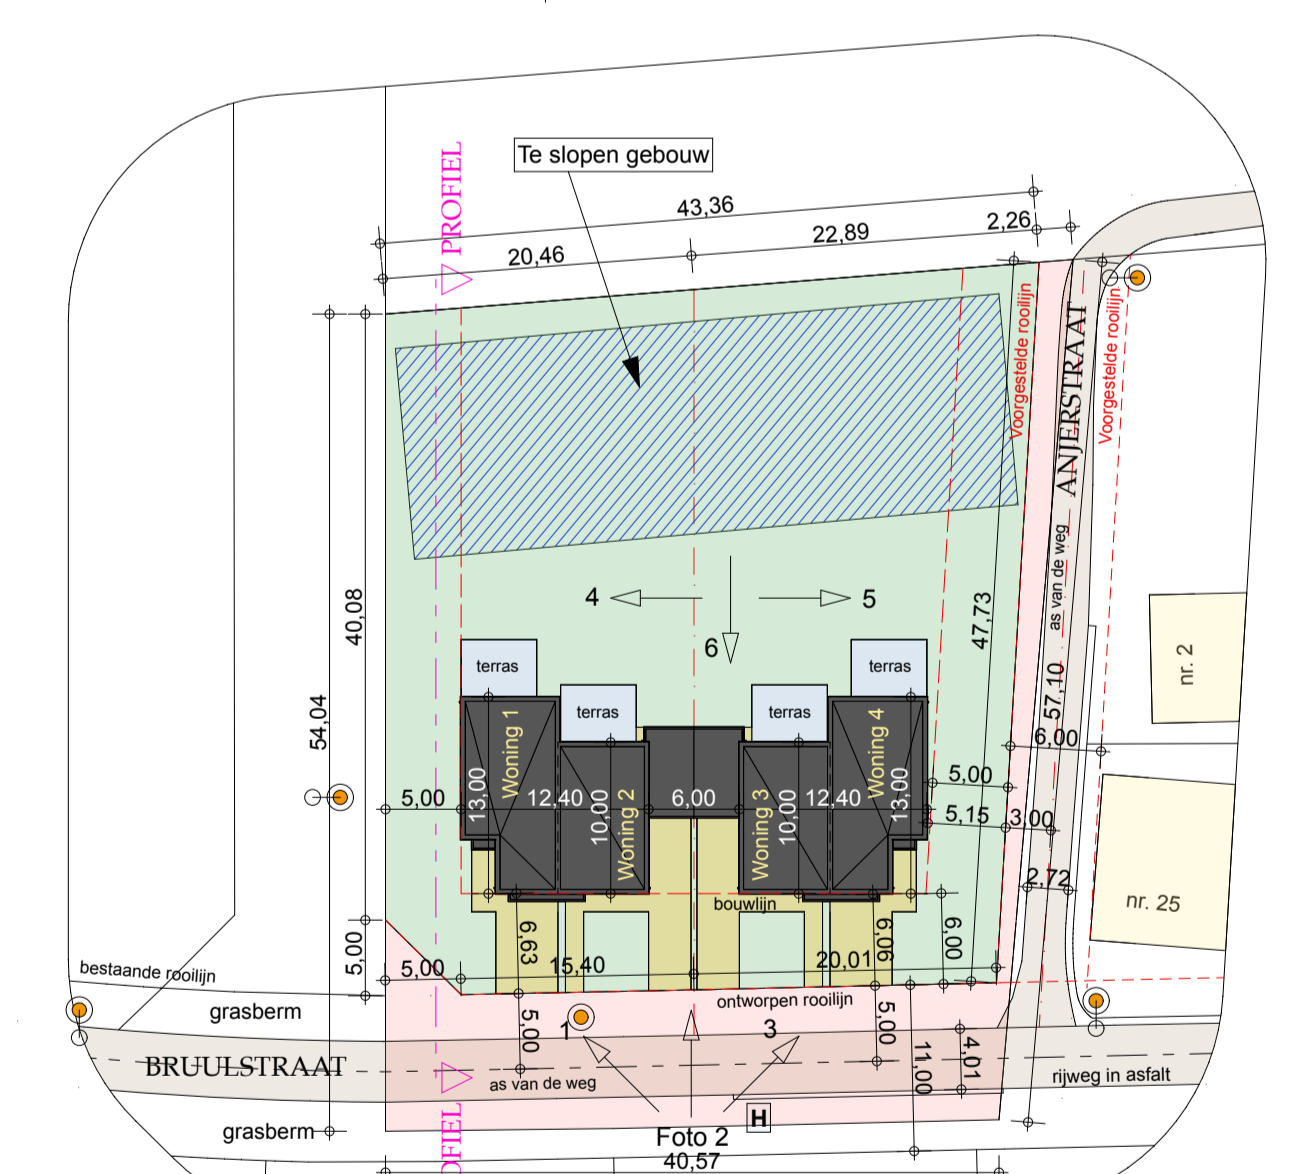 Te slopen gebouw
PROFIEL
43,36
20,46
22,89
2,26
Voorgestelde rooilijn
ANJERSTRAAT
Voorgestelde rooilijn
as van de weg
40,08
54,04
47,73
57,10
4
5
6
terras
terras
terras
terras
Woning 1
Woning 2
Woning 3
Woning 4
13,00
10,00
10,00
13,00
5,00
12,40
6,00
12,40
5,00
5,15
3,00
6,00
2,72
nr. 2
nr. 25
bouwlijn
6,63
6,06
6,00
5,00
5,00
15,40
20,01
bestaande rooilijn
grasberm
ontworpen rooilijn
5,00
1
3
5,00
11,00
4,01
BRUULSTRAAT
as van de weg
rijweg in asfalt
grasberm
H
Foto 2
40,57
OFIEL